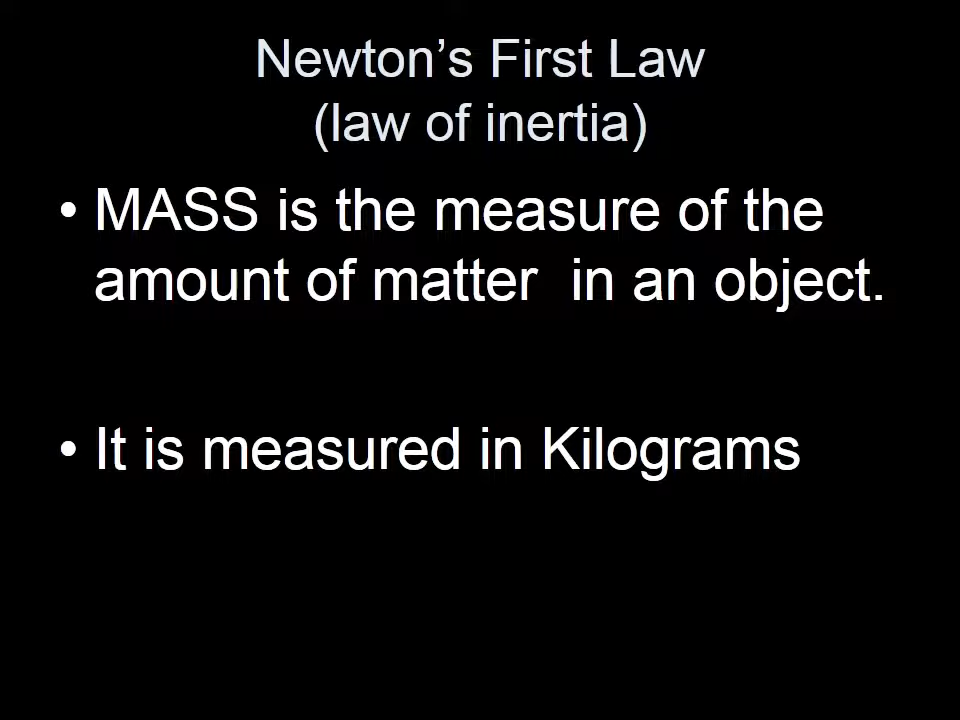 Newton’s First Law
(law of inertia)
• MASS is the measure of the
amount of matter  in an object.
• It is measured in Kilograms